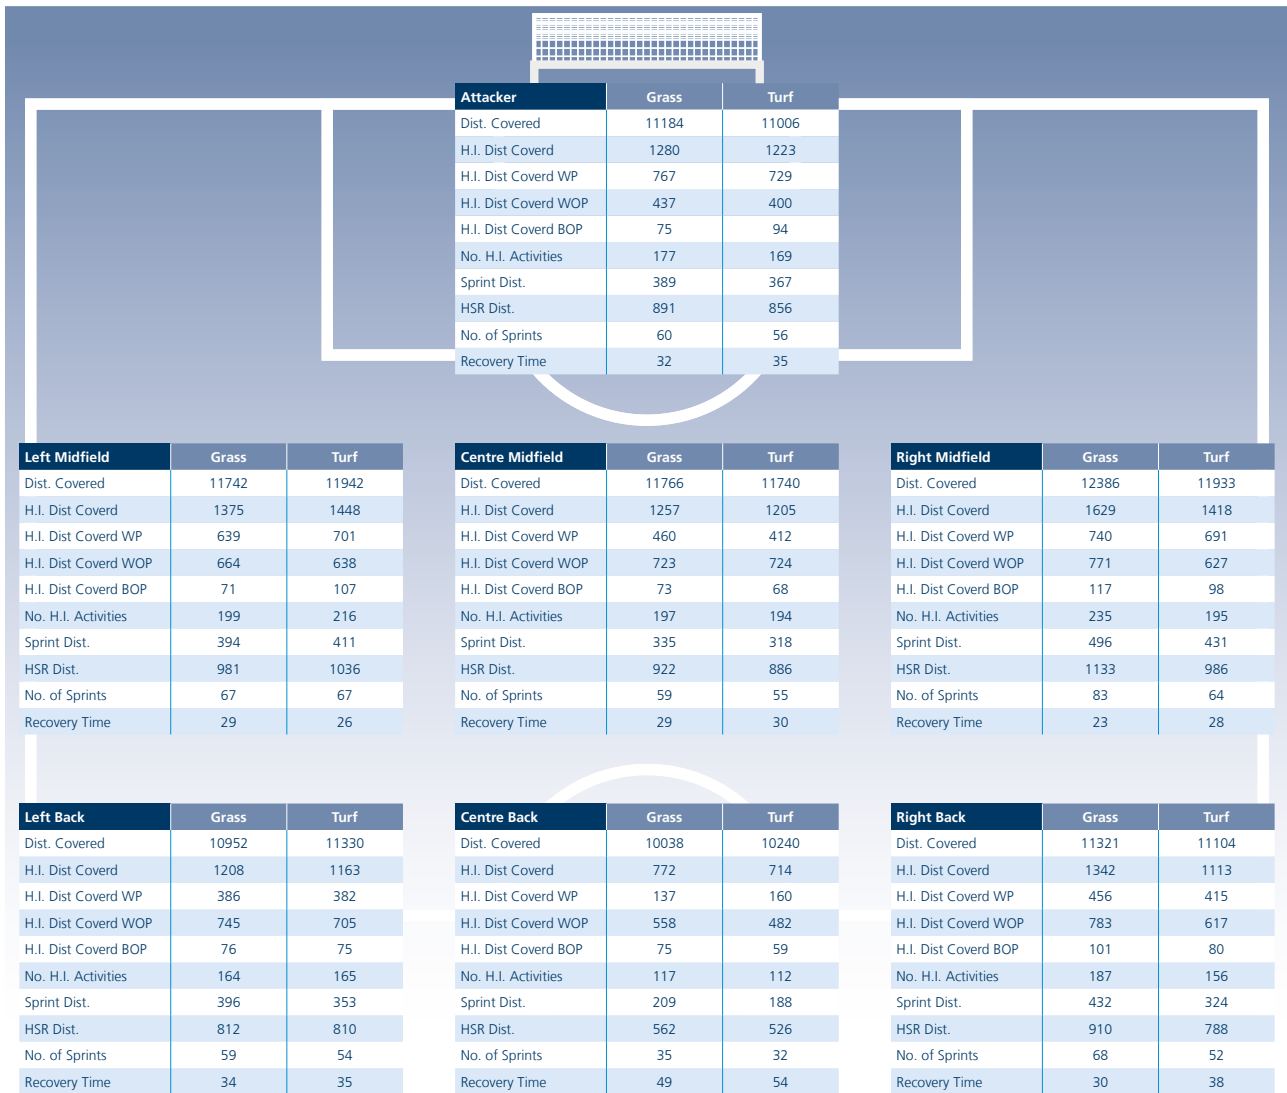 Attacker Grass Turf
Dist. Covered 11184 11006
H.I. Dist Coverd 1280 1223
H.I. Dist Coverd WP 767 729
H.I. Dist Coverd WOP 437 400
H.I. Dist Coverd BOP 75 94
No. H.I. Activities 177 169
Sprint Dist. 389 367
HSR Dist. 891 856
No. of Sprints 60 56
Recovery Time 32 35
Left Midfield Grass Turf
Dist. Covered 11742 11942
H.I. Dist Coverd 1375 1448
H.I. Dist Coverd WP 639 701
H.I. Dist Coverd WOP 664 638
H.I. Dist Coverd BOP 71 107
No. H.I. Activities 199 216
Sprint Dist. 394 411
HSR Dist. 981 1036
No. of Sprints 67 67
Recovery Time 29 26
Centre Midfield Grass Turf
Dist. Covered 11766 11740
H.I. Dist Coverd 1257 1205
H.I. Dist Coverd WP 460 412
H.I. Dist Coverd WOP 723 724
H.I. Dist Coverd BOP 73 68
No. H.I. Activities 197 194
Sprint Dist. 335 318
HSR Dist. 922 886
No. of Sprints 59 55
Recovery Time 29 30
Right Midfield Grass Turf
Dist. Covered 12386 11933
H.I. Dist Coverd 1629 1418
H.I. Dist Coverd WP 740 691
H.I. Dist Coverd WOP 771 627
H.I. Dist Coverd BOP 117 98
No. H.I. Activities 235 195
Sprint Dist. 496 431
HSR Dist. 1133 986
No. of Sprints 83 64
Recovery Time 23 28
Left Back Grass Turf
Dist. Covered 10952 11330
H.I. Dist Coverd 1208 1163
H.I. Dist Coverd WP 386 382
H.I. Dist Coverd WOP 745 705
H.I. Dist Coverd BOP 76 75
No. H.I. Activities 164 165
Sprint Dist. 396 353
HSR Dist. 812 810
No. of Sprints 59 54
Recovery Time 34 35
Centre Back Grass Turf
Dist. Covered 10038 10240
H.I. Dist Coverd 772 714
H.I. Dist Coverd WP 137 160
H.I. Dist Coverd WOP 558 482
H.I. Dist Coverd BOP 75 59
No. H.I. Activities 117 112
Sprint Dist. 209 188
HSR Dist. 562 526
No. of Sprints 35 32
Recovery Time 49 54
Right Back Grass Turf
Dist. Covered 11321 11104
H.I. Dist Coverd 1342 1113
H.I. Dist Coverd WP 456 415
H.I. Dist Coverd WOP 783 617
H.I. Dist Coverd BOP 101 80
No. H.I. Activities 187 156
Sprint Dist. 432 324
HSR Dist. 910 788
No. of Sprints 68 52
Recovery Time 30 38